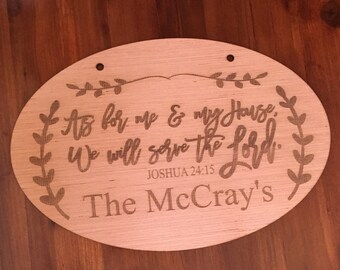 As for me & my House,
We will serve the Lord.
JOSHUA 24:15
The McCray's